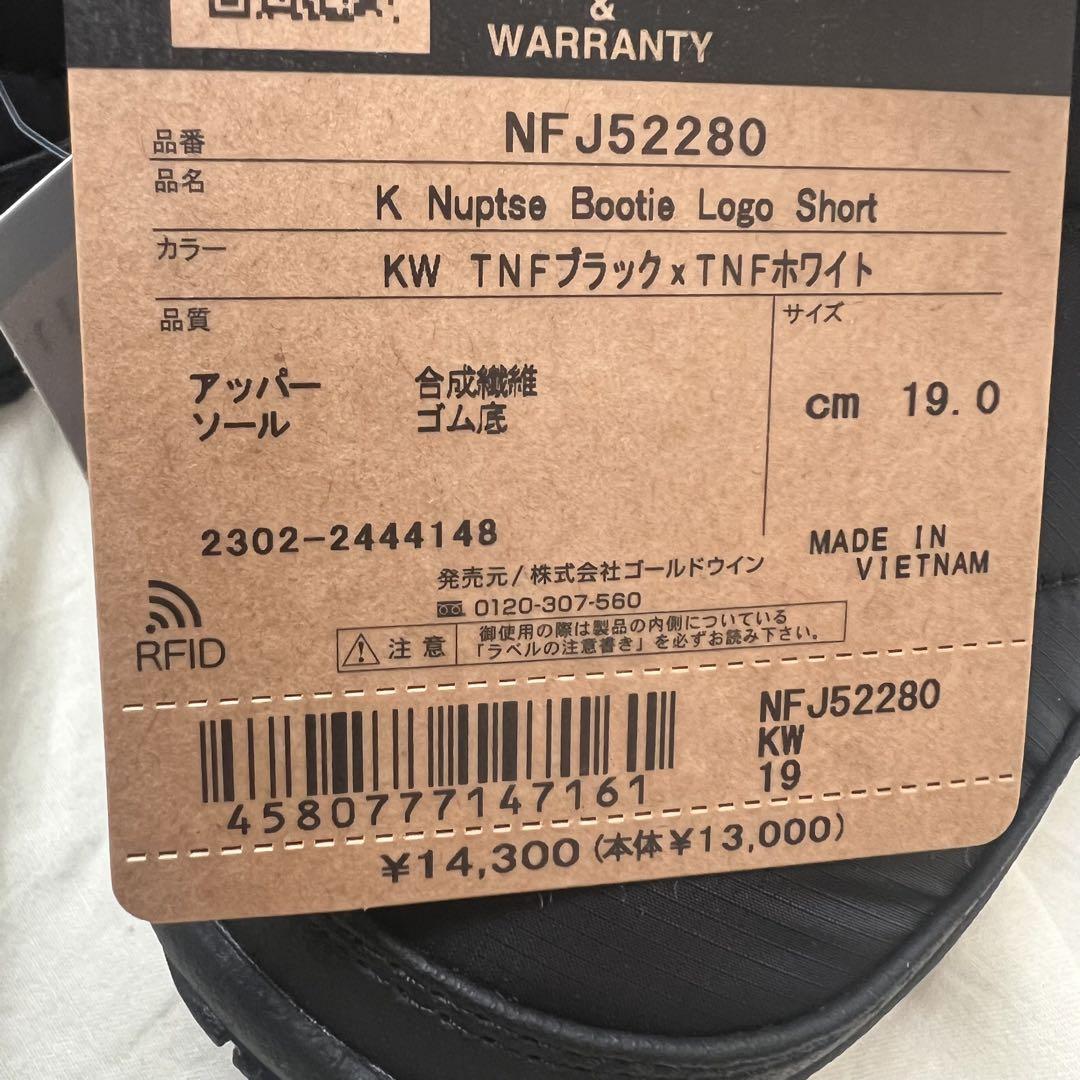 &
WARRANTY
品番 NFJ52280
品名 K Nuptse Bootie Logo Short
カラー KW TNFブラック×TNFホワイト
品質
サイズ
アッパー 合成繊維
ソール ゴム底
cm 19.0
2302-2444148
MADE IN
VIETNAM
発売元/株式会社ゴールドウイン
0120-307-560
RFID
注意
御使用の際は製品の内側についている
「ラベルの注意書き」を必ずお読み下さい。
NFJ52280
KW
19
4580777147161
¥14,300(本体¥13,000)